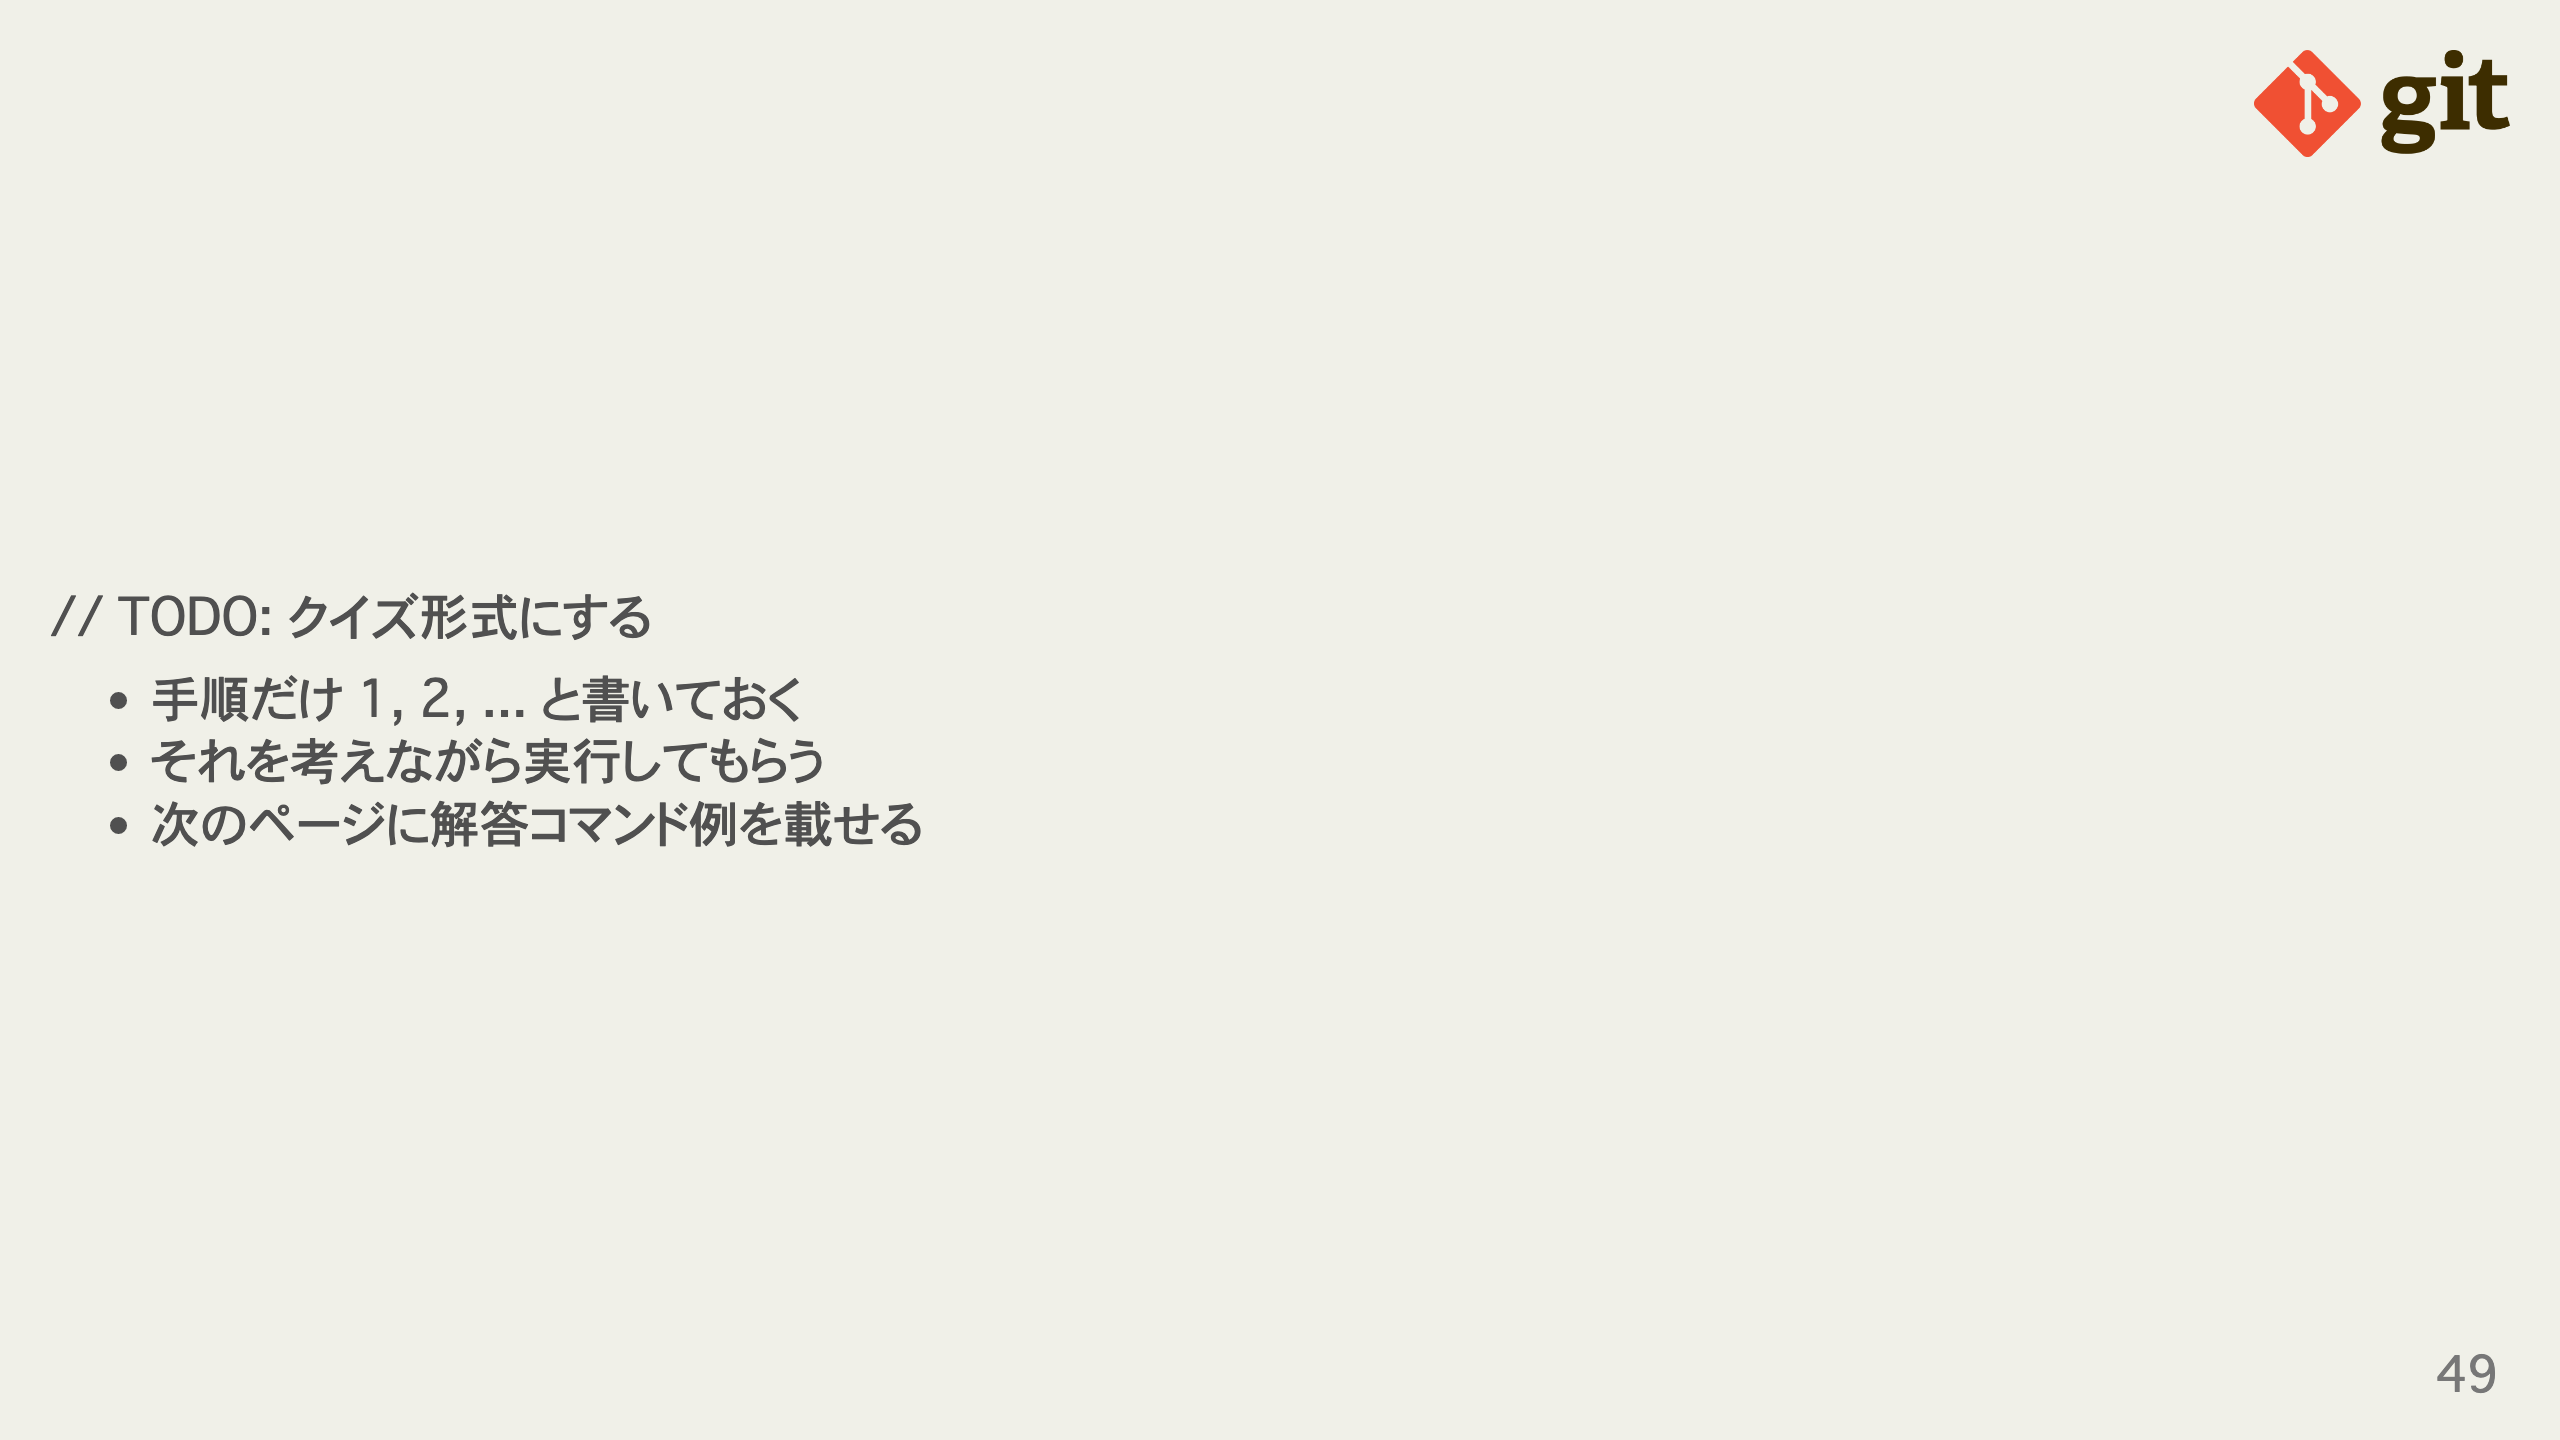 git
// TODO: クイズ形式にする
• 手順だけ 1, 2, ... と書いておく
• それを考えながら実行してもらう
• 次のページに解答コマンド例を載せる
49